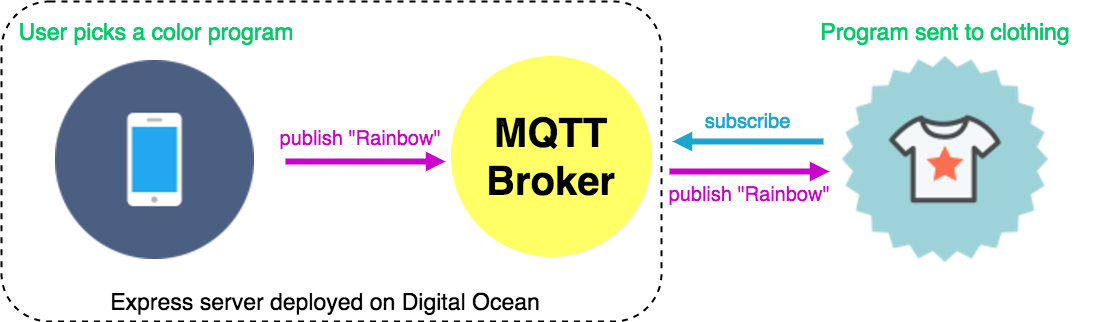 User picks a color program
Program sent to clothing
publish "Rainbow"
MQTT
Broker
subscribe
publish "Rainbow"
Express server deployed on Digital Ocean